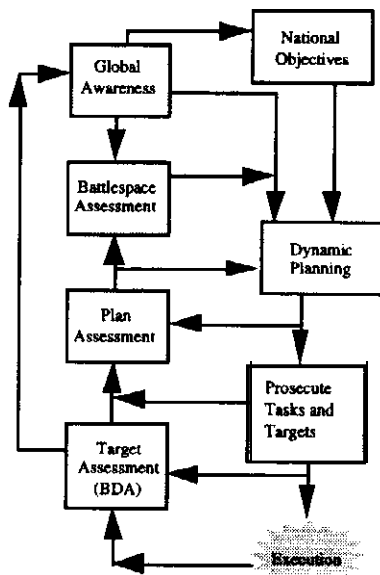 Global
Awareness
National
Objectives
Battlespace
Assessment
Dynamic
Planning
Plan
Assessment
Prosecute
Tasks and
Targets
Target
Assessment
(BDA)
Execution